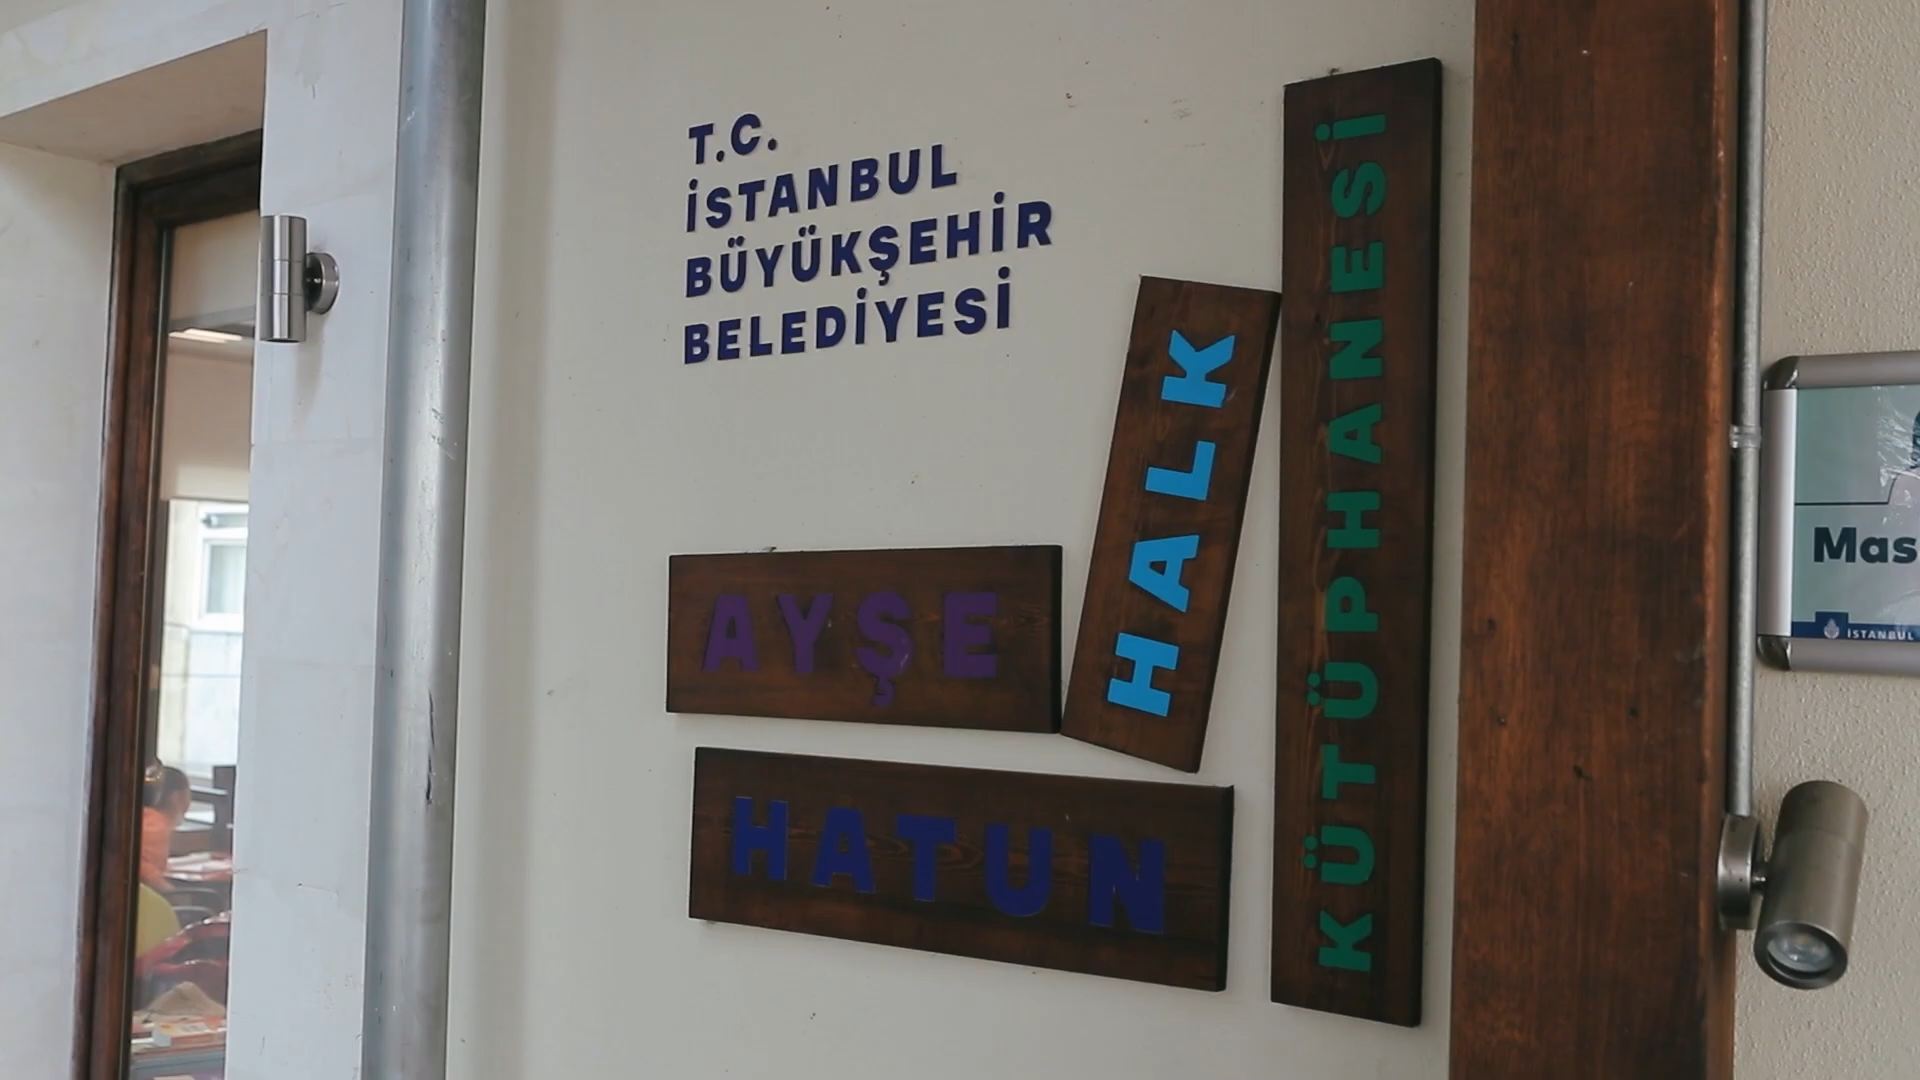 T.C.
İSTANBUL
BÜYÜKŞEHİR
BELEDİYESİ
AYŞE
HATUN
HALK
KÜTÜPHANESİ
Mas
İSTANBUL